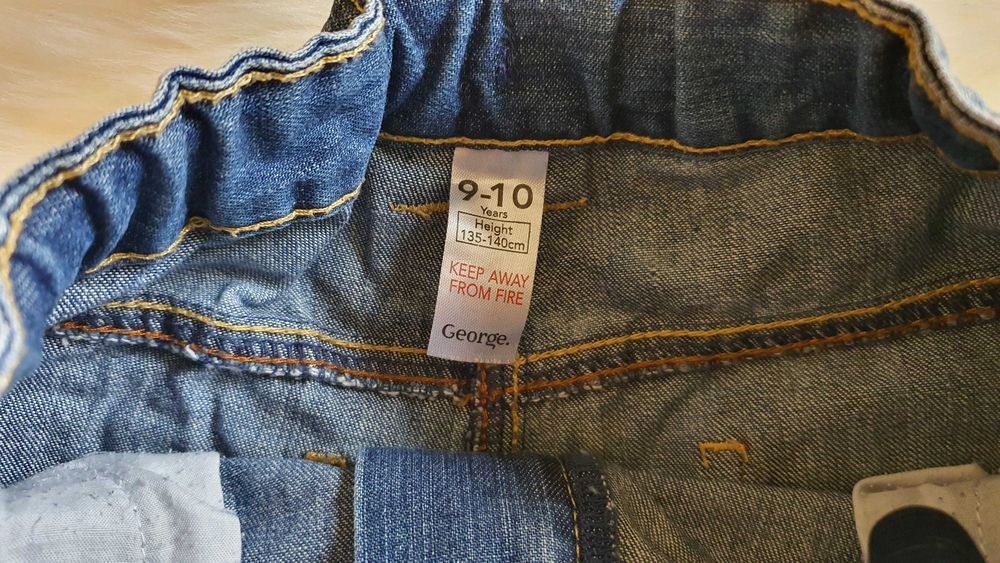 9-10
Years
Height
135-140cm
KEEP AWAY
FROM FIRE
George.